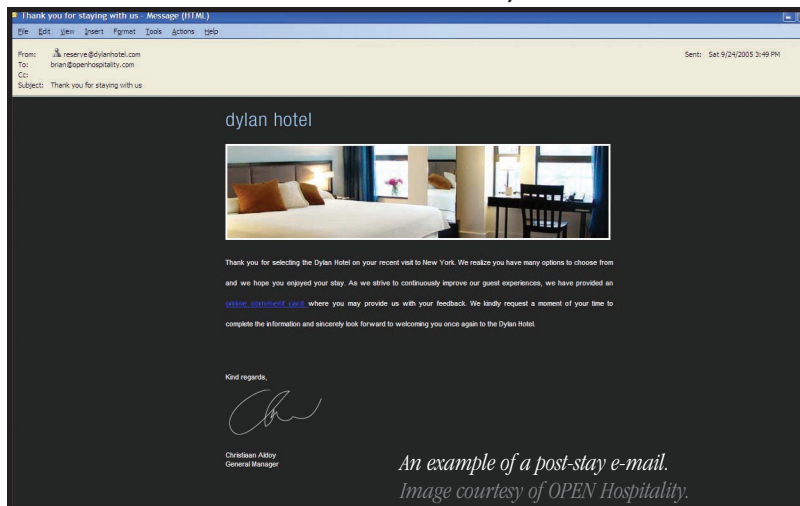 Thank you for staying with us - Message (HTML)
File Edit View Insert Format Tools Actions Help
From: reserve@dylanhotel.com
Sent: Sat 9/24/2005 3:49 PM
To: brian@openhospitality.com
Cc:
Subject: Thank you for staying with us
dylan hotel
Thank you for selecting the Dylan Hotel on your recent visit to New York. We realize you have many options to choose from
and we hope you enjoyed your stay. As we strive to continuously improve our guest experiences, we have provided an
online comment card where you may provide us with your feedback. We kindly request a moment of your time to
complete the information and sincerely look forward to welcoming you once again to the Dylan Hotel.
Kind regards,
Christiaan Aldoy
General Manager
An example of a post-stay e-mail.
Image courtesy of OPEN Hospitality.